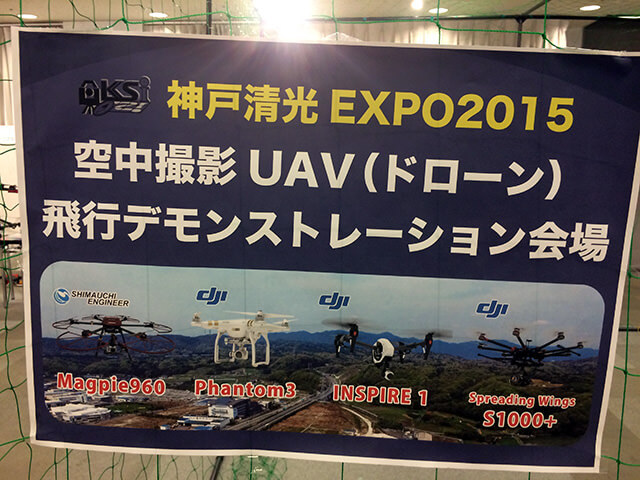 KSi 神戸清光 EXPO2015
空中撮影 UAV（ドローン）
飛行デモンストレーション会場
SHIMAUCHI
ENGINEER
Magpie960
dji
Phantom3
dji
INSPIRE 1
dji
Spreading Wings
S1000+